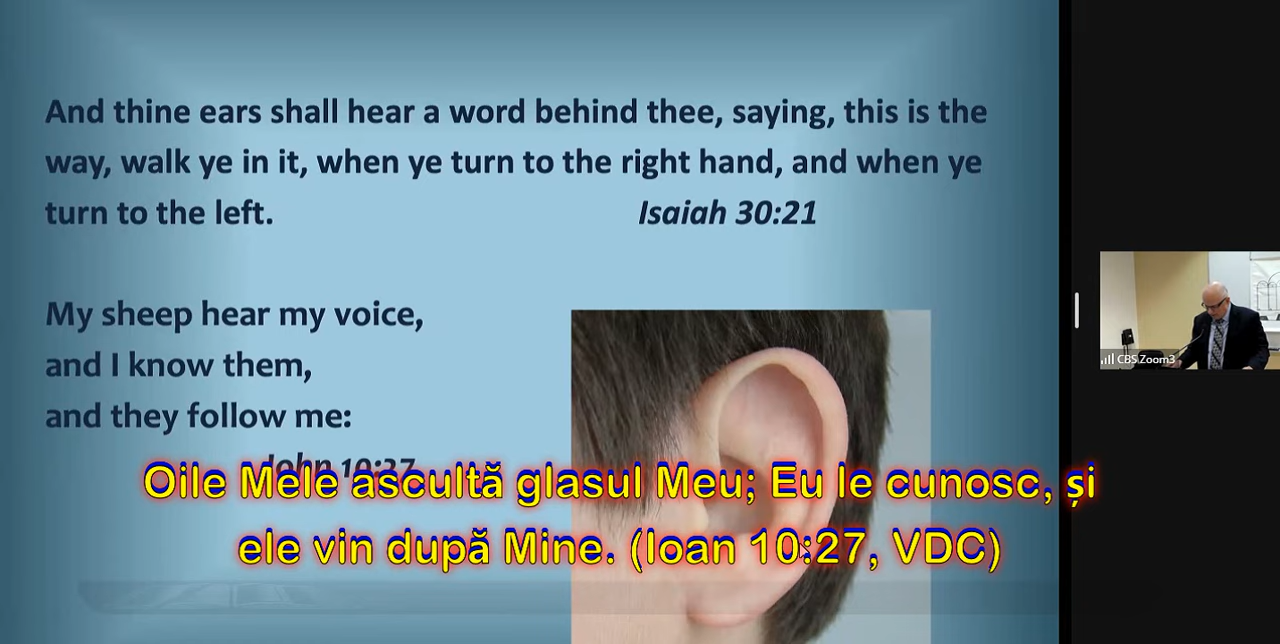 And thine ears shall hear a word behind thee, saying, this is the
way, walk ye in it, when ye turn to the right hand, and when ye
turn to the left. Isaiah 30:21
My sheep hear my voice,
and I know them,
and they follow me:
John 10:27
Oile Mele ascultă glasul Meu; Eu le cunosc, și
ele vin după Mine. (Ioan 10:27, VDC)
CBS Zoom3